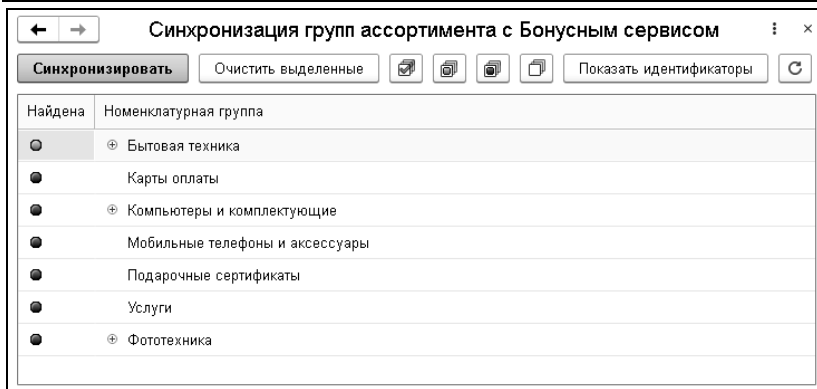 Синхронизация групп ассортимента с Бонусным сервисом
Синхронизировать Очистить выделенные Показать идентификаторы
Найдена Номенклатурная группа
Бытовая техника
Карты оплаты
Компьютеры и комплектующие
Мобильные телефоны и аксессуары
Подарочные сертификаты
Услуги
Фототехника